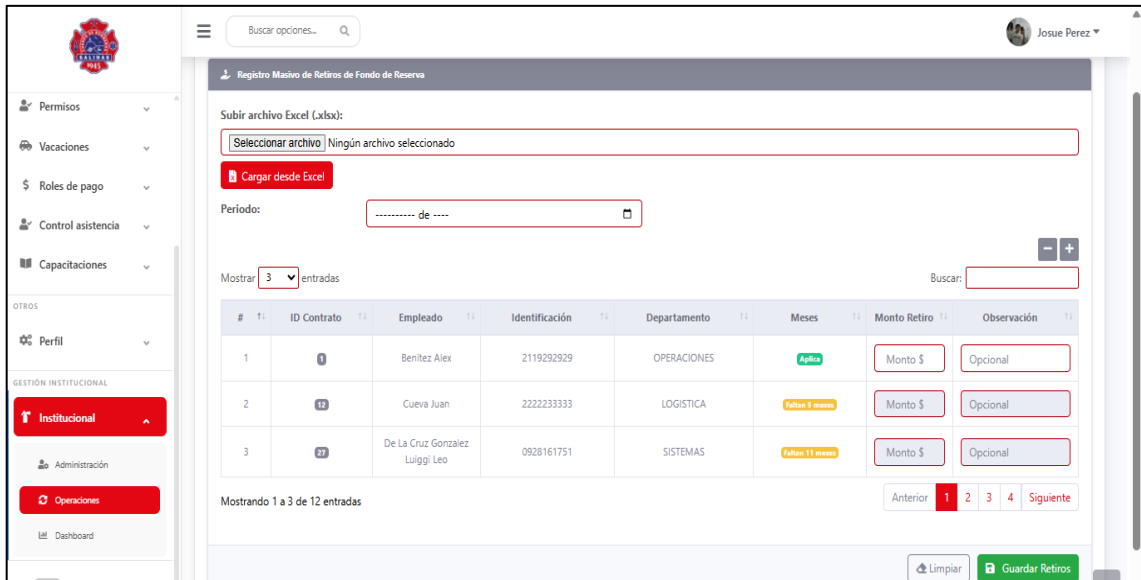 SALINAS
1945
Buscar opciones...
Josue Perez
Registro Masivo de Retiros de Fondo de Reserva
Permisos
Vacaciones
$ Roles de pago
Control asistencia
Capacitaciones
OTROS
Perfil
GESTIÓN INSTITUCIONAL
Institucional
Administración
Operaciones
Dashboard
Subir archivo Excel (.xlsx):
Seleccionar archivo Ningún archivo seleccionado
Cargar desde Excel
Periodo: ---------- de ----
− +
Mostrar 3 entradas Buscar:
# ID Contrato Empleado Identificación Departamento Meses Monto Retiro Observación
1 1 Benitez Alex 2119292929 OPERACIONES Aplica Monto $ Opcional
2 12 Cueva Juan 2222233333 LOGISTICA Faltan 5 meses Monto $ Opcional
3 27 De La Cruz Gonzalez 0928161751 SISTEMAS Faltan 11 meses Monto $ Opcional
Luiggi Leo
Mostrando 1 a 3 de 12 entradas Anterior 1 2 3 4 Siguiente
Limpiar Guardar Retiros